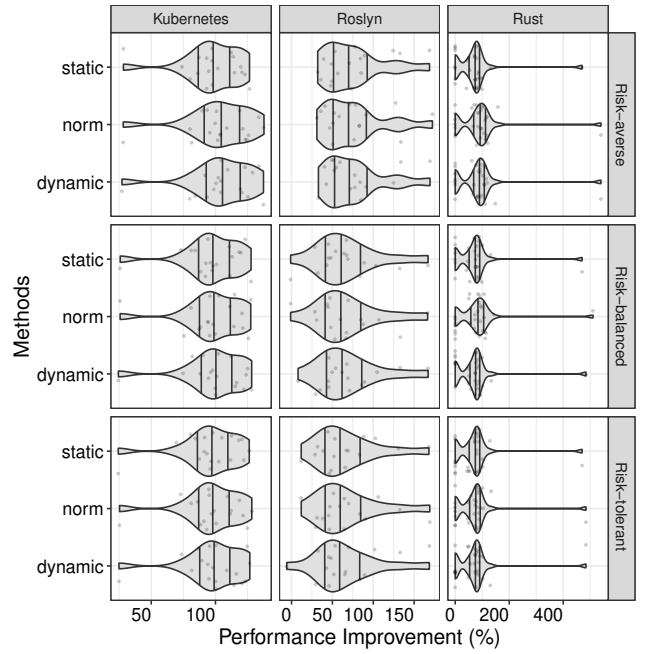 Kubernetes Roslyn Rust
static
norm
dynamic
Risk−averse
static
norm
dynamic
Risk−balanced
static
norm
dynamic
Risk−tolerant
Methods
50 100 0 50 100 150 0 200 400
Performance Improvement (%)